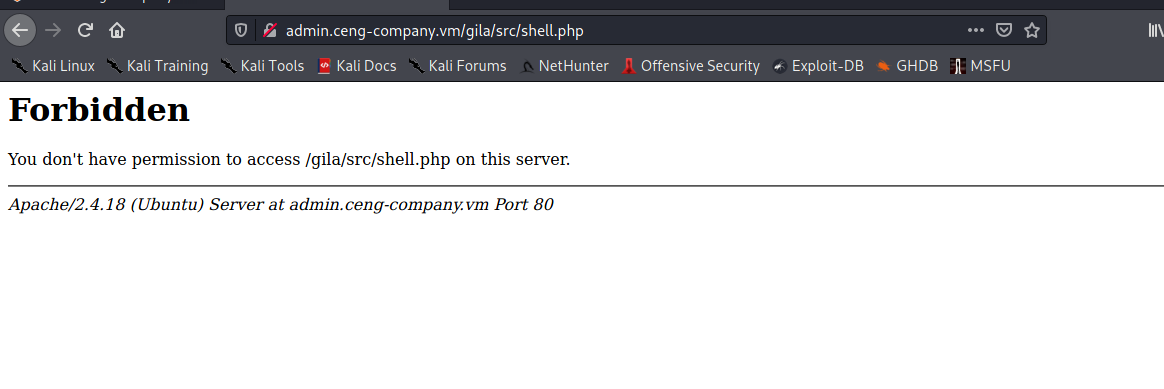 admin.ceng-company.vm/gila/src/shell.php
Kali Linux Kali Training Kali Tools Kali Docs Kali Forums NetHunter Offensive Security Exploit-DB GHDB MSFU
Forbidden
You don't have permission to access /gila/src/shell.php on this server.
Apache/2.4.18 (Ubuntu) Server at admin.ceng-company.vm Port 80